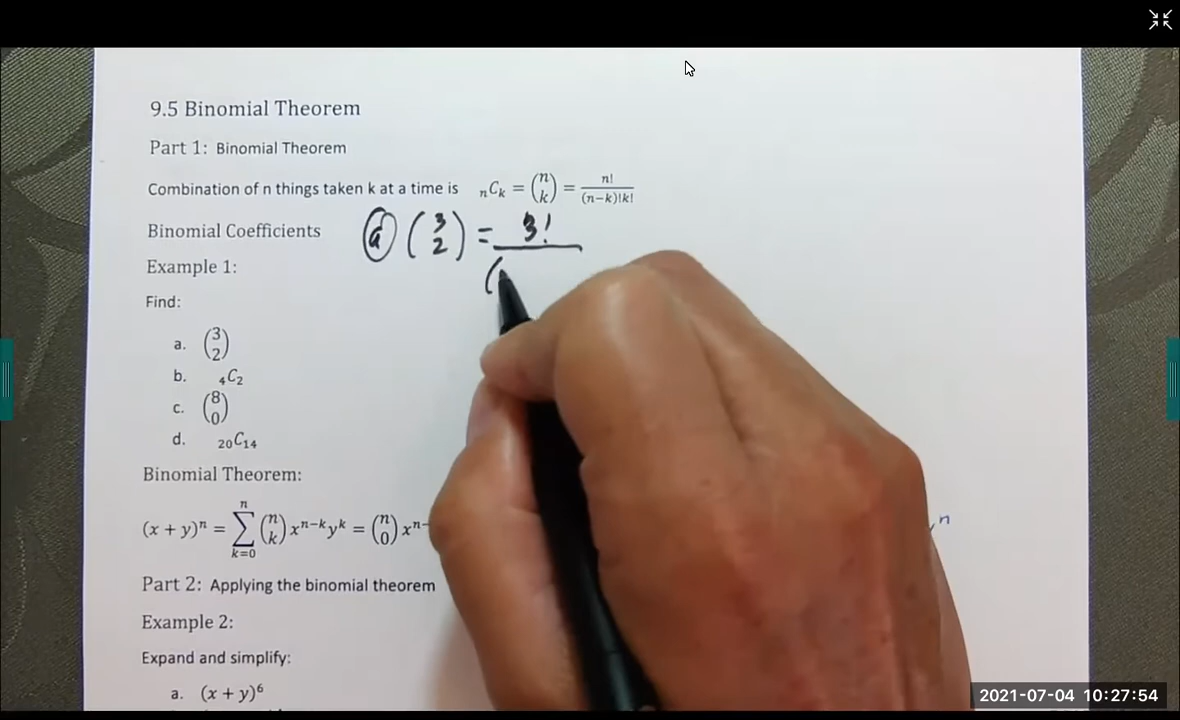 9.5 Binomial Theorem
Part 1: Binomial Theorem
Combination of n things taken k at a time is ₙCₖ = (n k) = n!/(n−k)!k!
Binomial Coefficients
ⓐ (3 2) = 3!/(
Example 1:
Find:
a. (3 2)
b. ₄C₂
c. (8 0)
d. ₂₀C₁₄
Binomial Theorem:
(x + y)ⁿ = ∑ₖ₌₀ⁿ (n k) xⁿ⁻ᵏyᵏ = (n 0) xⁿ⁻ n
Part 2: Applying the binomial theorem
Example 2:
Expand and simplify:
a. (x + y)⁶
2021-07-04 10:27:54